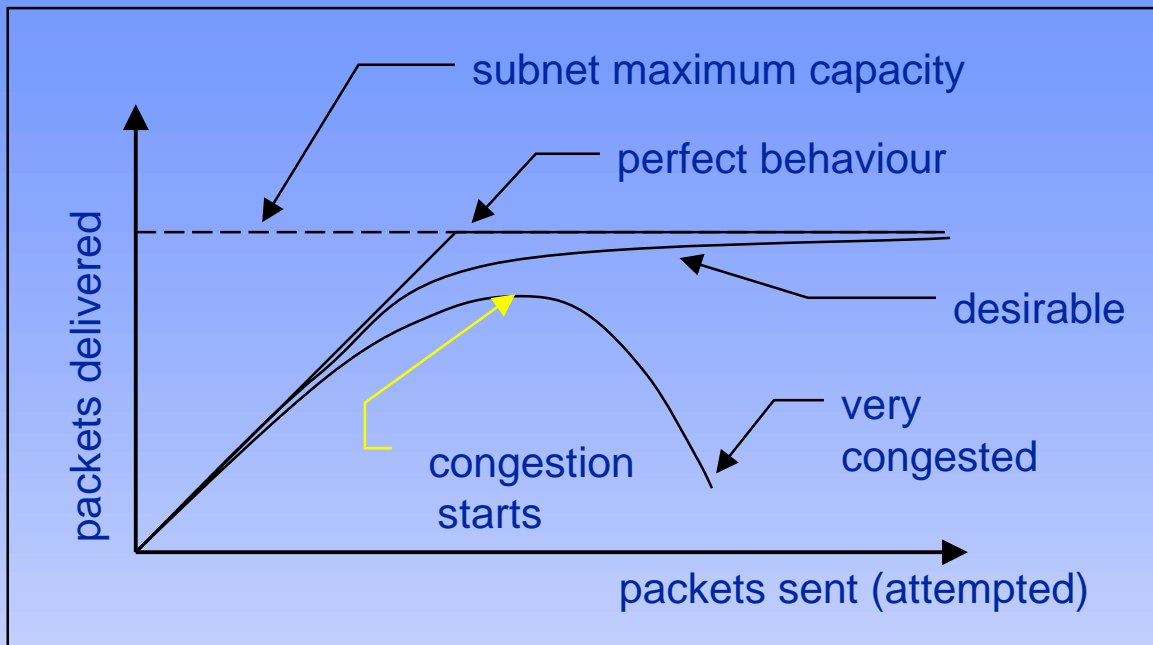 subnet maximum capacity
perfect behaviour
packets delivered
desirable
very
congested
congestion
starts
packets sent (attempted)